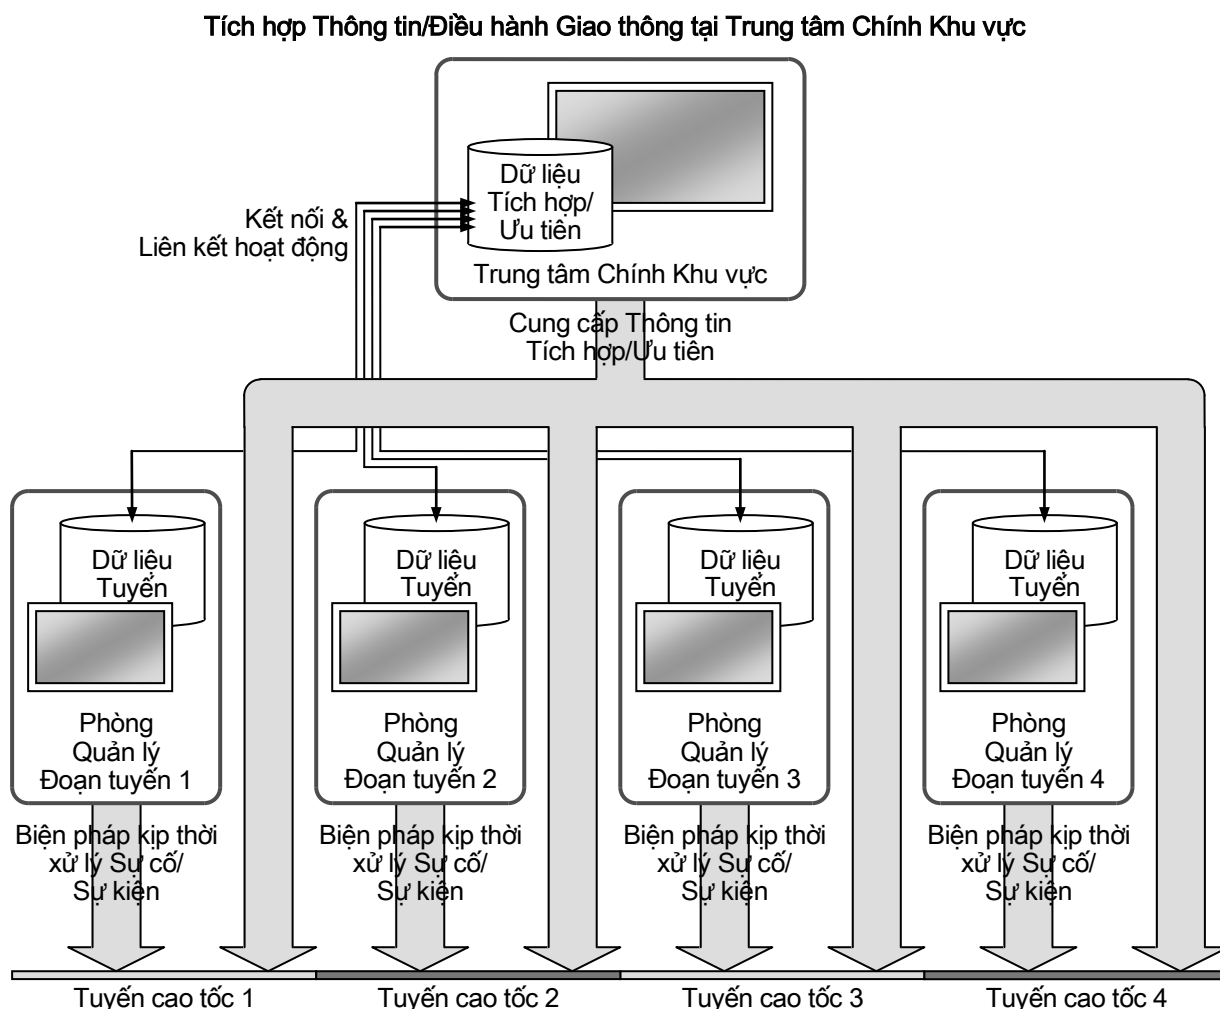 Tích hợp Thông tin/Điều hành Giao thông tại Trung tâm Chính Khu vực
Dữ liệu
Tích hợp/
Ưu tiên
Kết nối &
Liên kết hoạt động
Trung tâm Chính Khu vực
Cung cấp Thông tin
Tích hợp/Ưu tiên
Dữ liệu
Tuyến
Phòng
Quản lý
Đoạn tuyến 1
Dữ liệu
Tuyến
Phòng
Quản lý
Đoạn tuyến 2
Dữ liệu
Tuyến
Phòng
Quản lý
Đoạn tuyến 3
Dữ liệu
Tuyến
Phòng
Quản lý
Đoạn tuyến 4
Biện pháp kịp thời
xử lý Sự cố/
Sự kiện
Biện pháp kịp thời
xử lý Sự cố/
Sự kiện
Biện pháp kịp thời
xử lý Sự cố/
Sự kiện
Biện pháp kịp thời
xử lý Sự cố/
Sự kiện
Tuyến cao tốc 1
Tuyến cao tốc 2
Tuyến cao tốc 3
Tuyến cao tốc 4